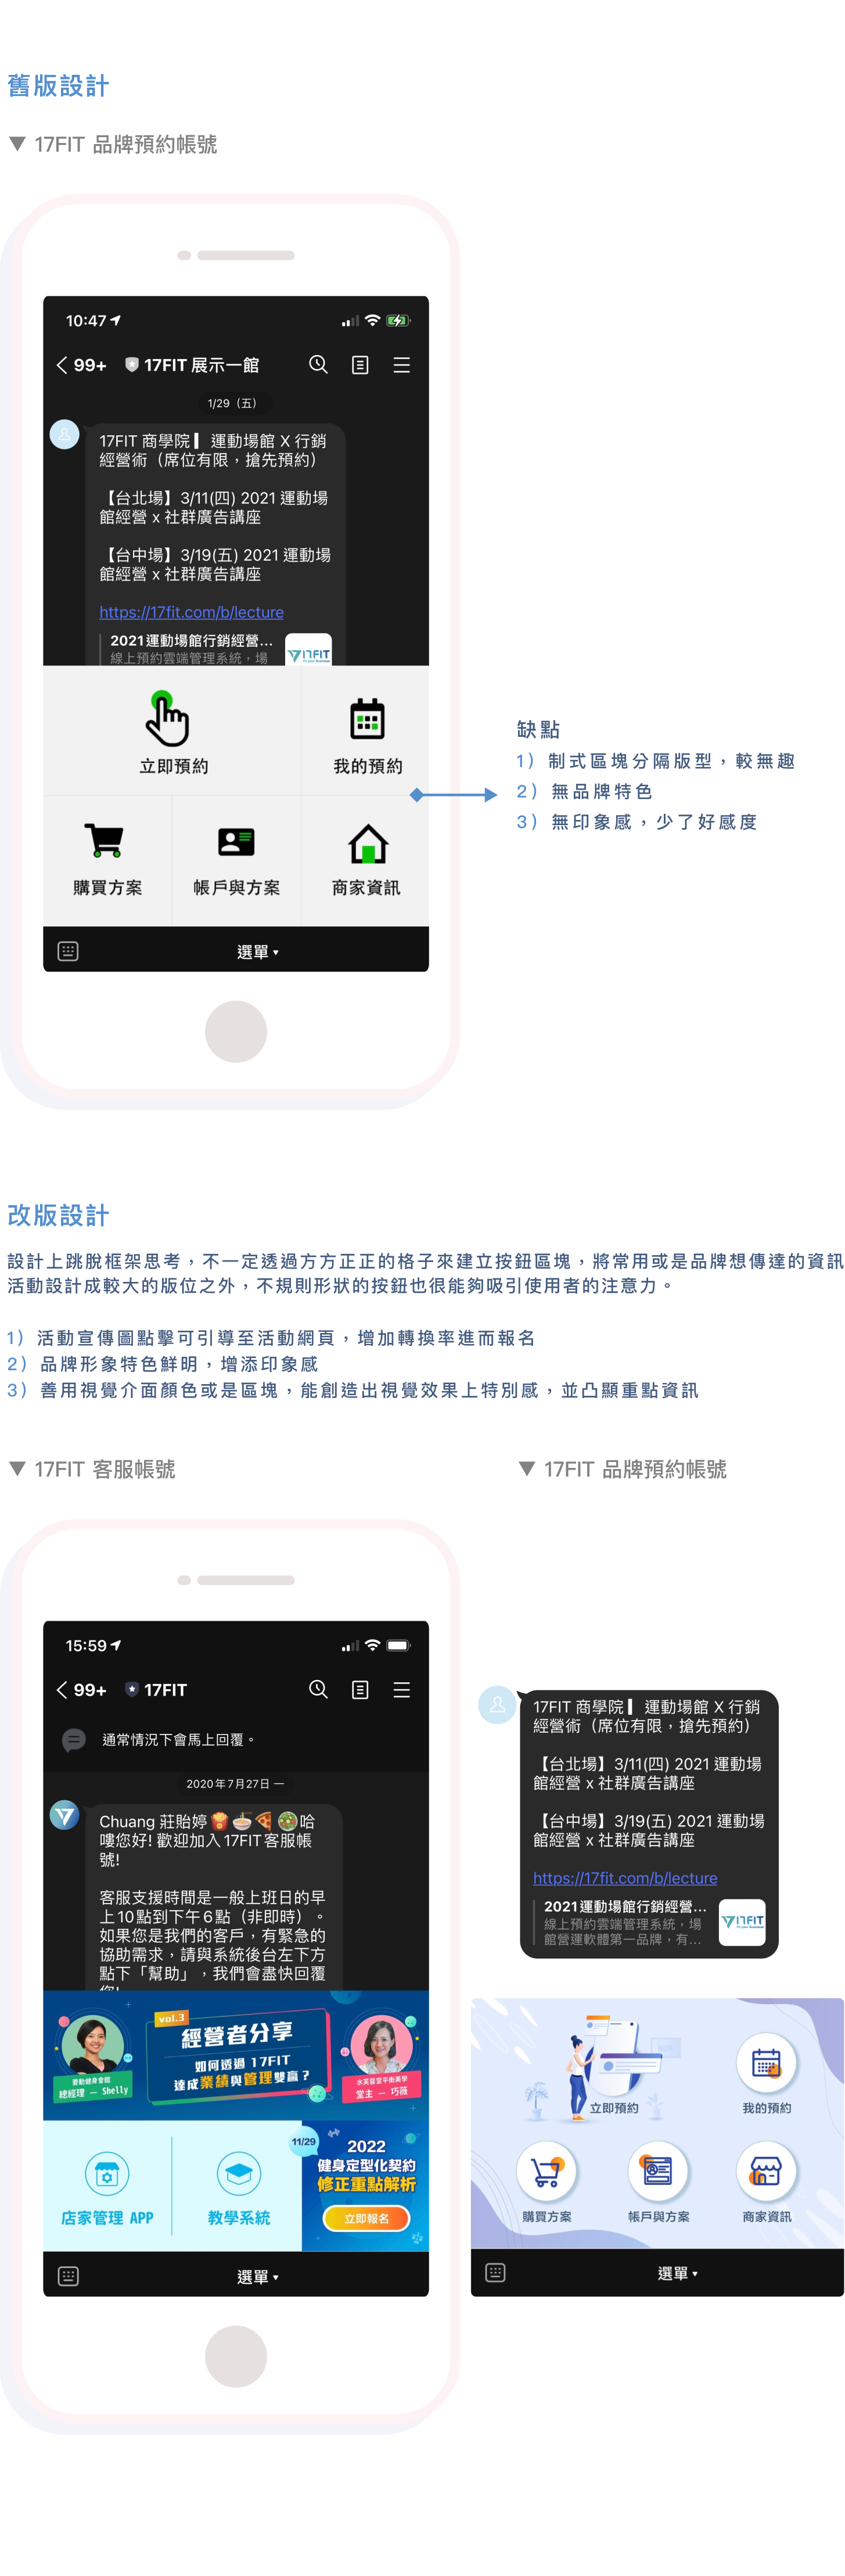 舊版設計
▼ 17FIT 品牌預約帳號
10:47
99+ 17FIT 展示一館
1/29（五）
17FIT 商學院 ▎運動場館 X 行銷
經營術（席位有限，搶先預約）
【台北場】3/11(四) 2021 運動場
館經營 x 社群廣告講座
【台中場】3/19(五) 2021 運動場
館經營 x 社群廣告講座
https://17fit.com/b/lecture
2021運動場館行銷經營...
線上預約雲端管理系統，場
17FIT
立即預約
我的預約
購買方案
帳戶與方案
商家資訊
選單 ▾
缺點
1）制式區塊分隔版型，較無趣
2）無品牌特色
3）無印象感，少了好感度
改版設計
設計上跳脫框架思考，不一定透過方方正正的格子來建立按鈕區塊，將常用或是品牌想傳達的資訊
活動設計成較大的版位之外，不規則形狀的按鈕也很能夠吸引使用者的注意力。
1）活動宣傳圖點擊可引導至活動網頁，增加轉換率進而報名
2）品牌形象特色鮮明，增添印象感
3）善用視覺介面顏色或是區塊，能創造出視覺效果上特別感，並凸顯重點資訊
▼ 17FIT 客服帳號
▼ 17FIT 品牌預約帳號
15:59
99+ 17FIT
通常情況下會馬上回覆。
2020年7月27日 一
Chuang 莊貽婷🍟🍜🍕🥗哈
嘍您好! 歡迎加入17FIT客服帳
號!
客服支援時間是一般上班日的早
上10點到下午6點（非即時）。
如果您是我們的客戶，有緊急的
協助需求，請與系統後台左下方
點下「幫助」，我們會盡快回覆
vol.3
經營者分享
如何透過 17FIT
達成業績與管理雙贏？
總經理 — Shelly
堂主 — 巧薇
店家管理 APP
教學系統
11/29
2022
健身定型化契約
修正重點解析
立即報名
選單 ▾
17FIT 商學院 ▎運動場館 X 行銷
經營術（席位有限，搶先預約）
【台北場】3/11(四) 2021 運動場
館經營 x 社群廣告講座
【台中場】3/19(五) 2021 運動場
館經營 x 社群廣告講座
https://17fit.com/b/lecture
2021運動場館行銷經營...
線上預約雲端管理系統，場
館營運軟體第一品牌，有...
17FIT
立即預約
我的預約
購買方案
帳戶與方案
商家資訊
選單 ▾